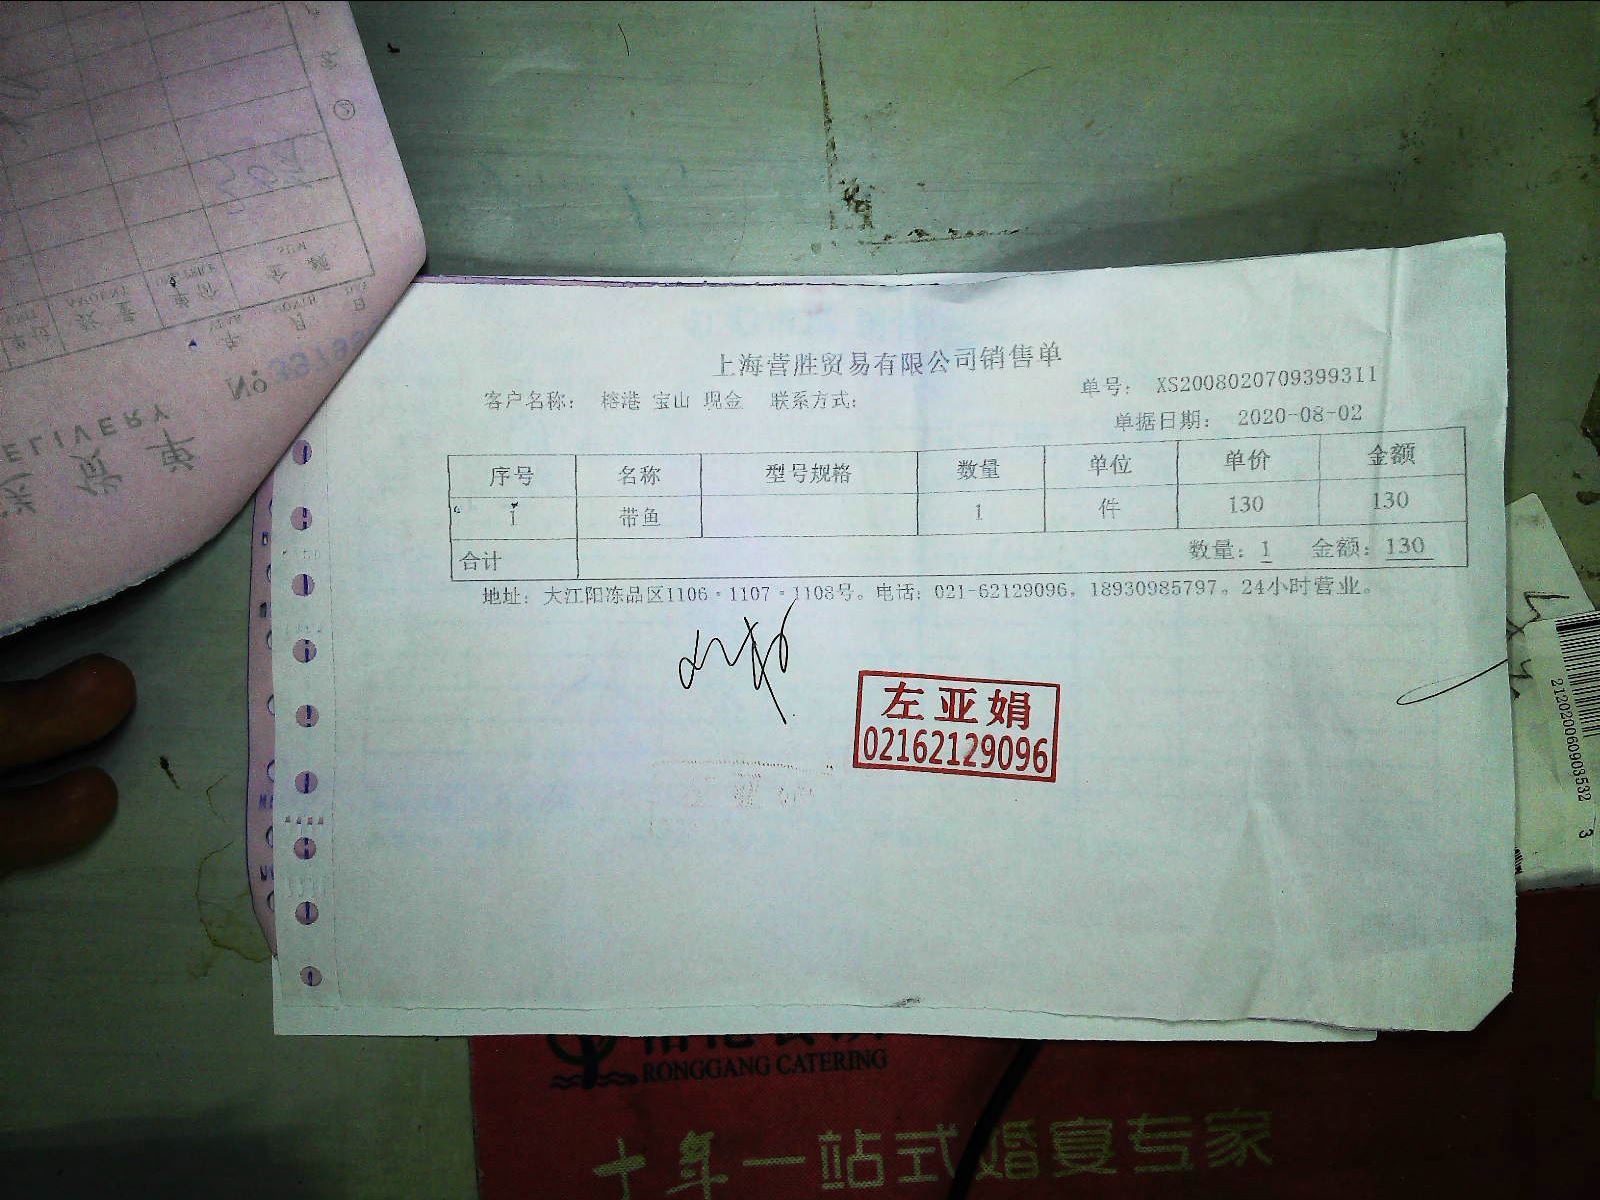 上海营胜贸易有限公司销售单
客户名称: 榕港 宝山 现金 联系方式:
单号: XS2008020709399311
单据日期: 2020-08-02
序号 名称 型号规格 数量 单位 单价 金额
1 带鱼 1 件 130 130
合计 数量: 1 金额: 130
地址: 大江阳冻品区1106·1107·1108号。电话: 021-62129096, 18930985797。24小时营业。
左亚娟
02162129096
212020060903532 3
RONGGANG CATERING
十年一站式婚宴专家
送货单
DELIVERY
No